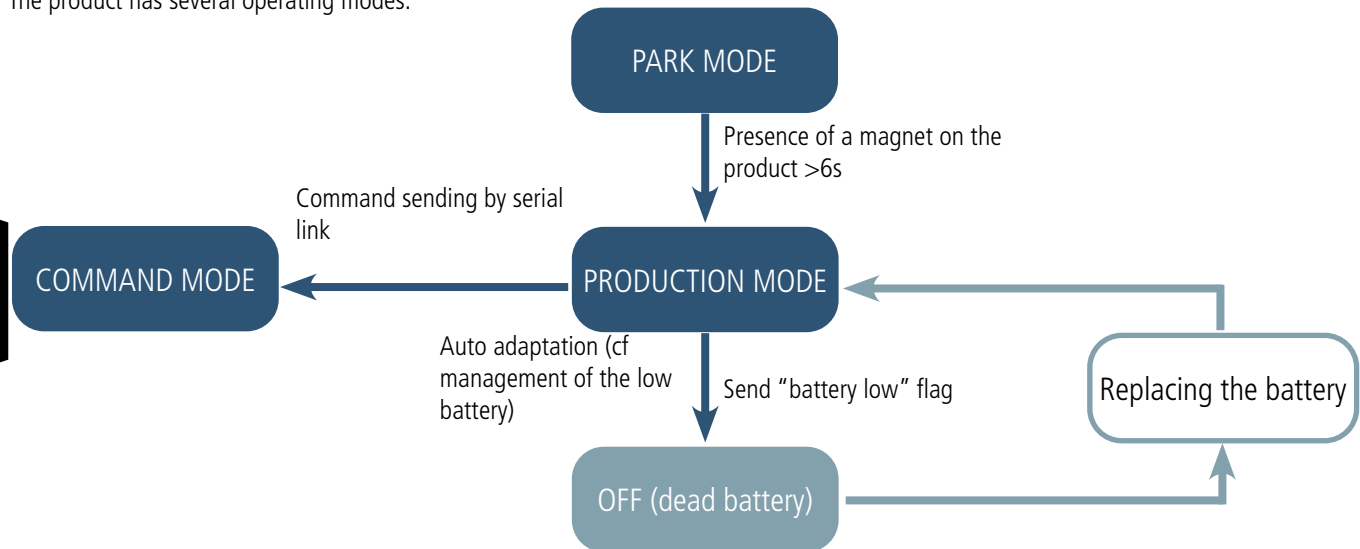 The product has several operating modes:
PARK MODE
Presence of a magnet on the
product >6s
Command sending by serial
link
COMMAND MODE
PRODUCTION MODE
Auto adaptation (cf
management of the low
battery)
Send “battery low” flag
Replacing the battery
OFF (dead battery)